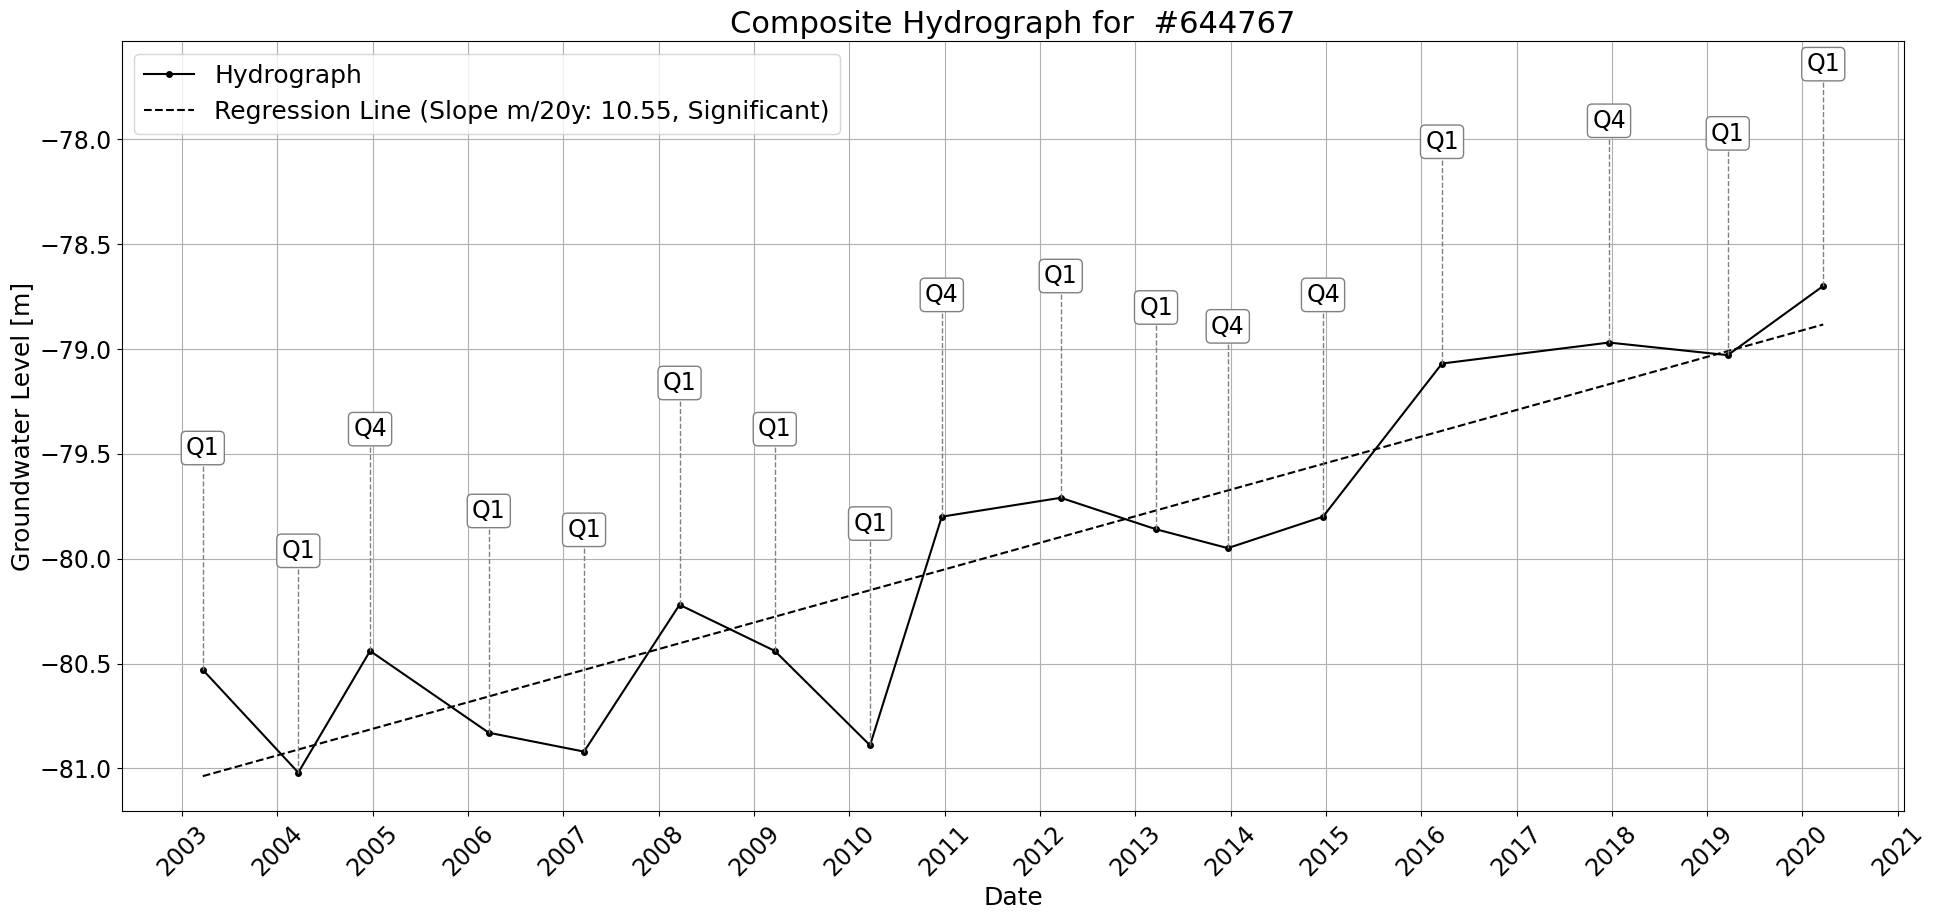 Composite Hydrograph for  #644767
Hydrograph
Regression Line (Slope m/20y: 10.55, Significant)
Groundwater Level [m]
−78.0
−78.5
−79.0
−79.5
−80.0
−80.5
−81.0
Q1
Q1
Q4
Q1
Q1
Q1
Q1
Q1
Q4
Q1
Q1
Q4
Q4
Q1
Q4
Q1
Q1
2003
2004
2005
2006
2007
2008
2009
2010
2011
2012
2013
2014
2015
2016
2017
2018
2019
2020
2021
Date